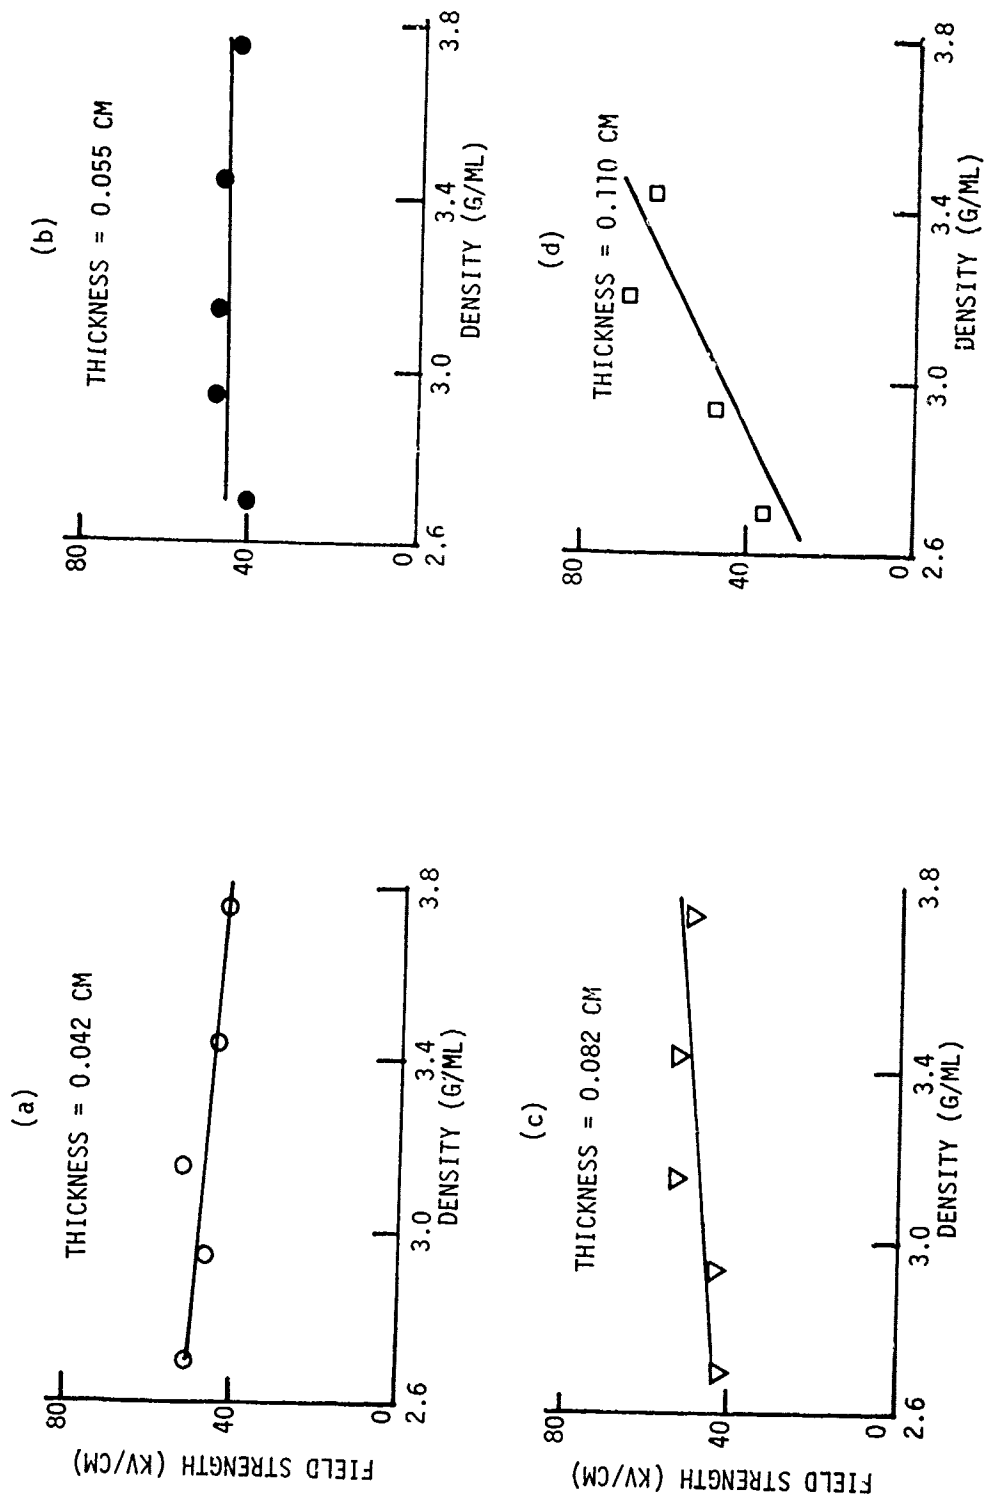 (a)
THICKNESS = 0.042 CM
FIELD STRENGTH (KV/CM)
80
40
0
2.6
3.0
3.4
3.8
DENSITY (G/ML)
(b)
THICKNESS = 0.055 CM
80
40
0
2.6
3.0
3.4
3.8
DENSITY (G/ML)
(c)
THICKNESS = 0.082 CM
FIELD STRENGTH (KV/CM)
80
40
0
2.6
3.0
3.4
3.8
DENSITY (G/ML)
(d)
THICKNESS = 0.110 CM
80
40
0
2.6
3.0
3.4
3.8
DENSITY (G/ML)